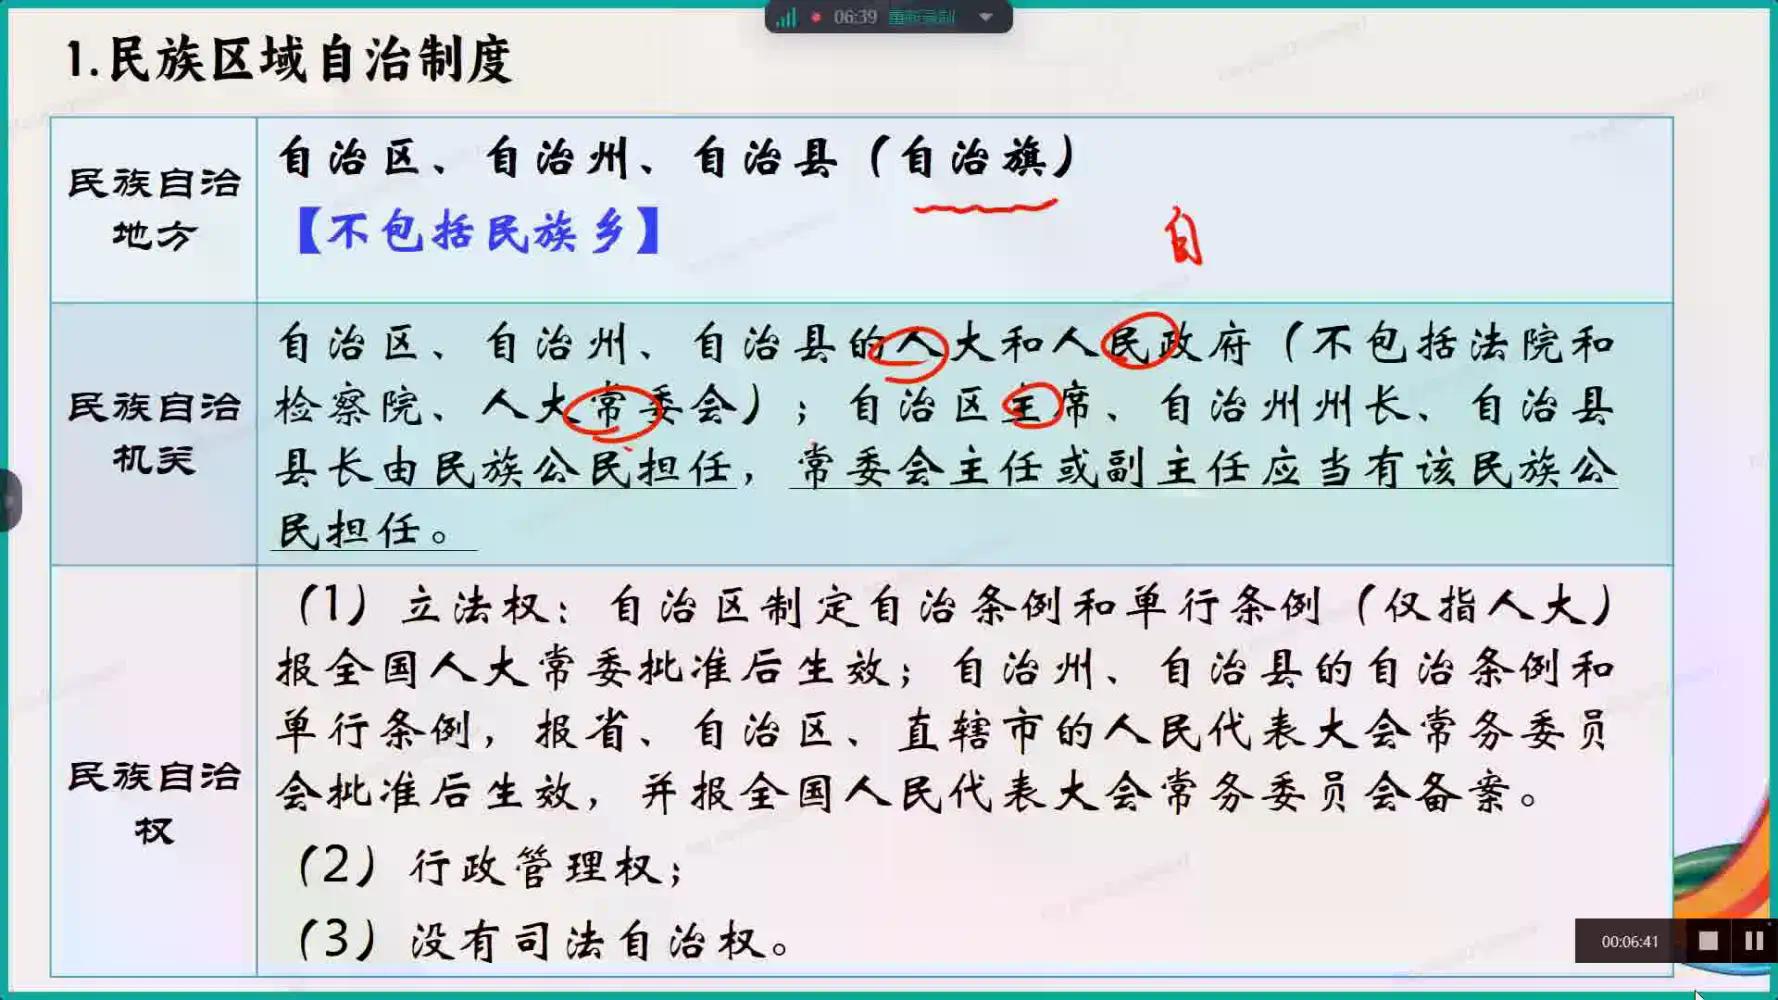 06:39
1.民族区域自治制度
民族自治
地方
自治区、自治州、自治县（自治旗）
【不包括民族乡】
自
民族自治
机关
自治区、自治州、自治县的人大和人民政府（不包括法院和
检察院、人大常委会）；自治区主席、自治州州长、自治县
县长由民族公民担任，常委会主任或副主任应当有该民族公
民担任。
民族自治
权
（1）立法权：自治区制定自治条例和单行条例（仅指人大）
报全国人大常委批准后生效；自治州、自治县的自治条例和
单行条例，报省、自治区、直辖市的人民代表大会常务委员
会批准后生效，并报全国人民代表大会常务委员会备案。
（2）行政管理权；
（3）没有司法自治权。
00:06:41